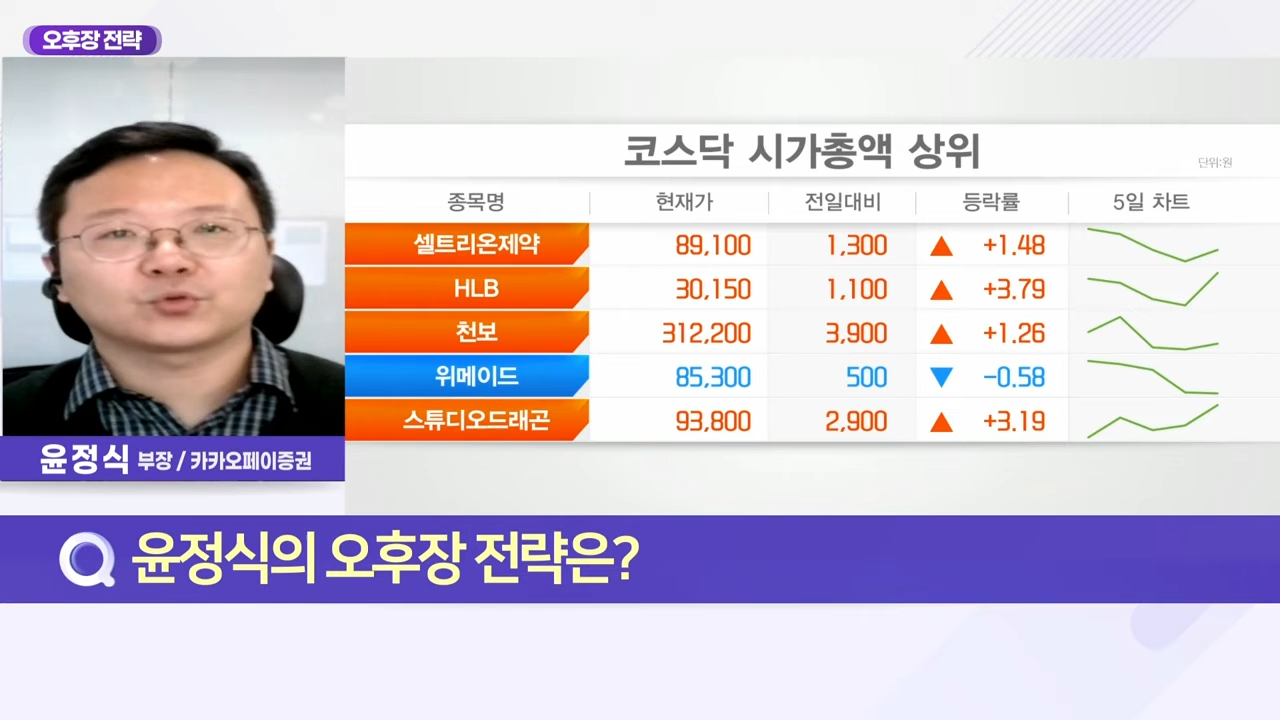 오후장 전략
코스닥 시가총액 상위
단위:원
종목명 현재가 전일대비 등락률 5일 차트
셀트리온제약 89,100 1,300 ▲ +1.48
HLB 30,150 1,100 ▲ +3.79
천보 312,200 3,900 ▲ +1.26
위메이드 85,300 500 ▼ -0.58
스튜디오드래곤 93,800 2,900 ▲ +3.19
윤정식 부장 / 카카오페이증권
Q 윤정식의 오후장 전략은?